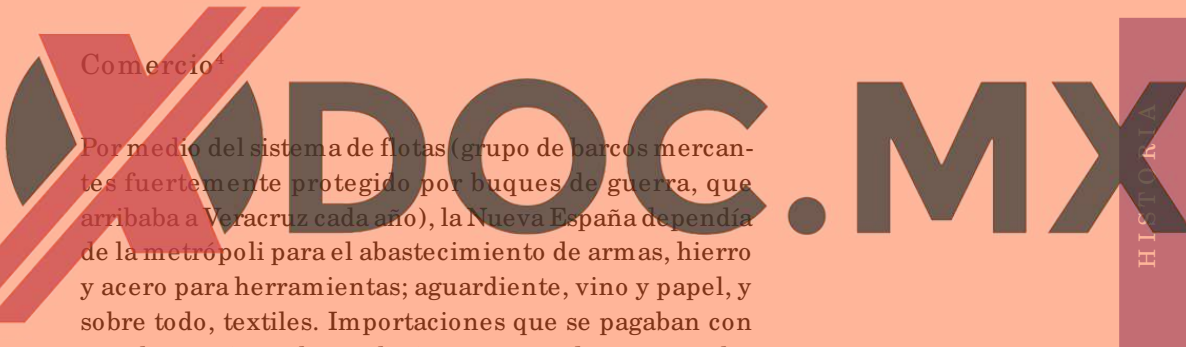 Comercio⁴
Por medio del sistema de flotas (grupo de barcos mercan-
tes fuertemente protegido por buques de guerra, que
arribaba a Veracruz cada año), la Nueva España dependía
de la metrópoli para el abastecimiento de armas, hierro
y acero para herramientas; aguardiente, vino y papel, y
sobre todo, textiles. Importaciones que se pagaban con
HISTORIA
XDOC.MX